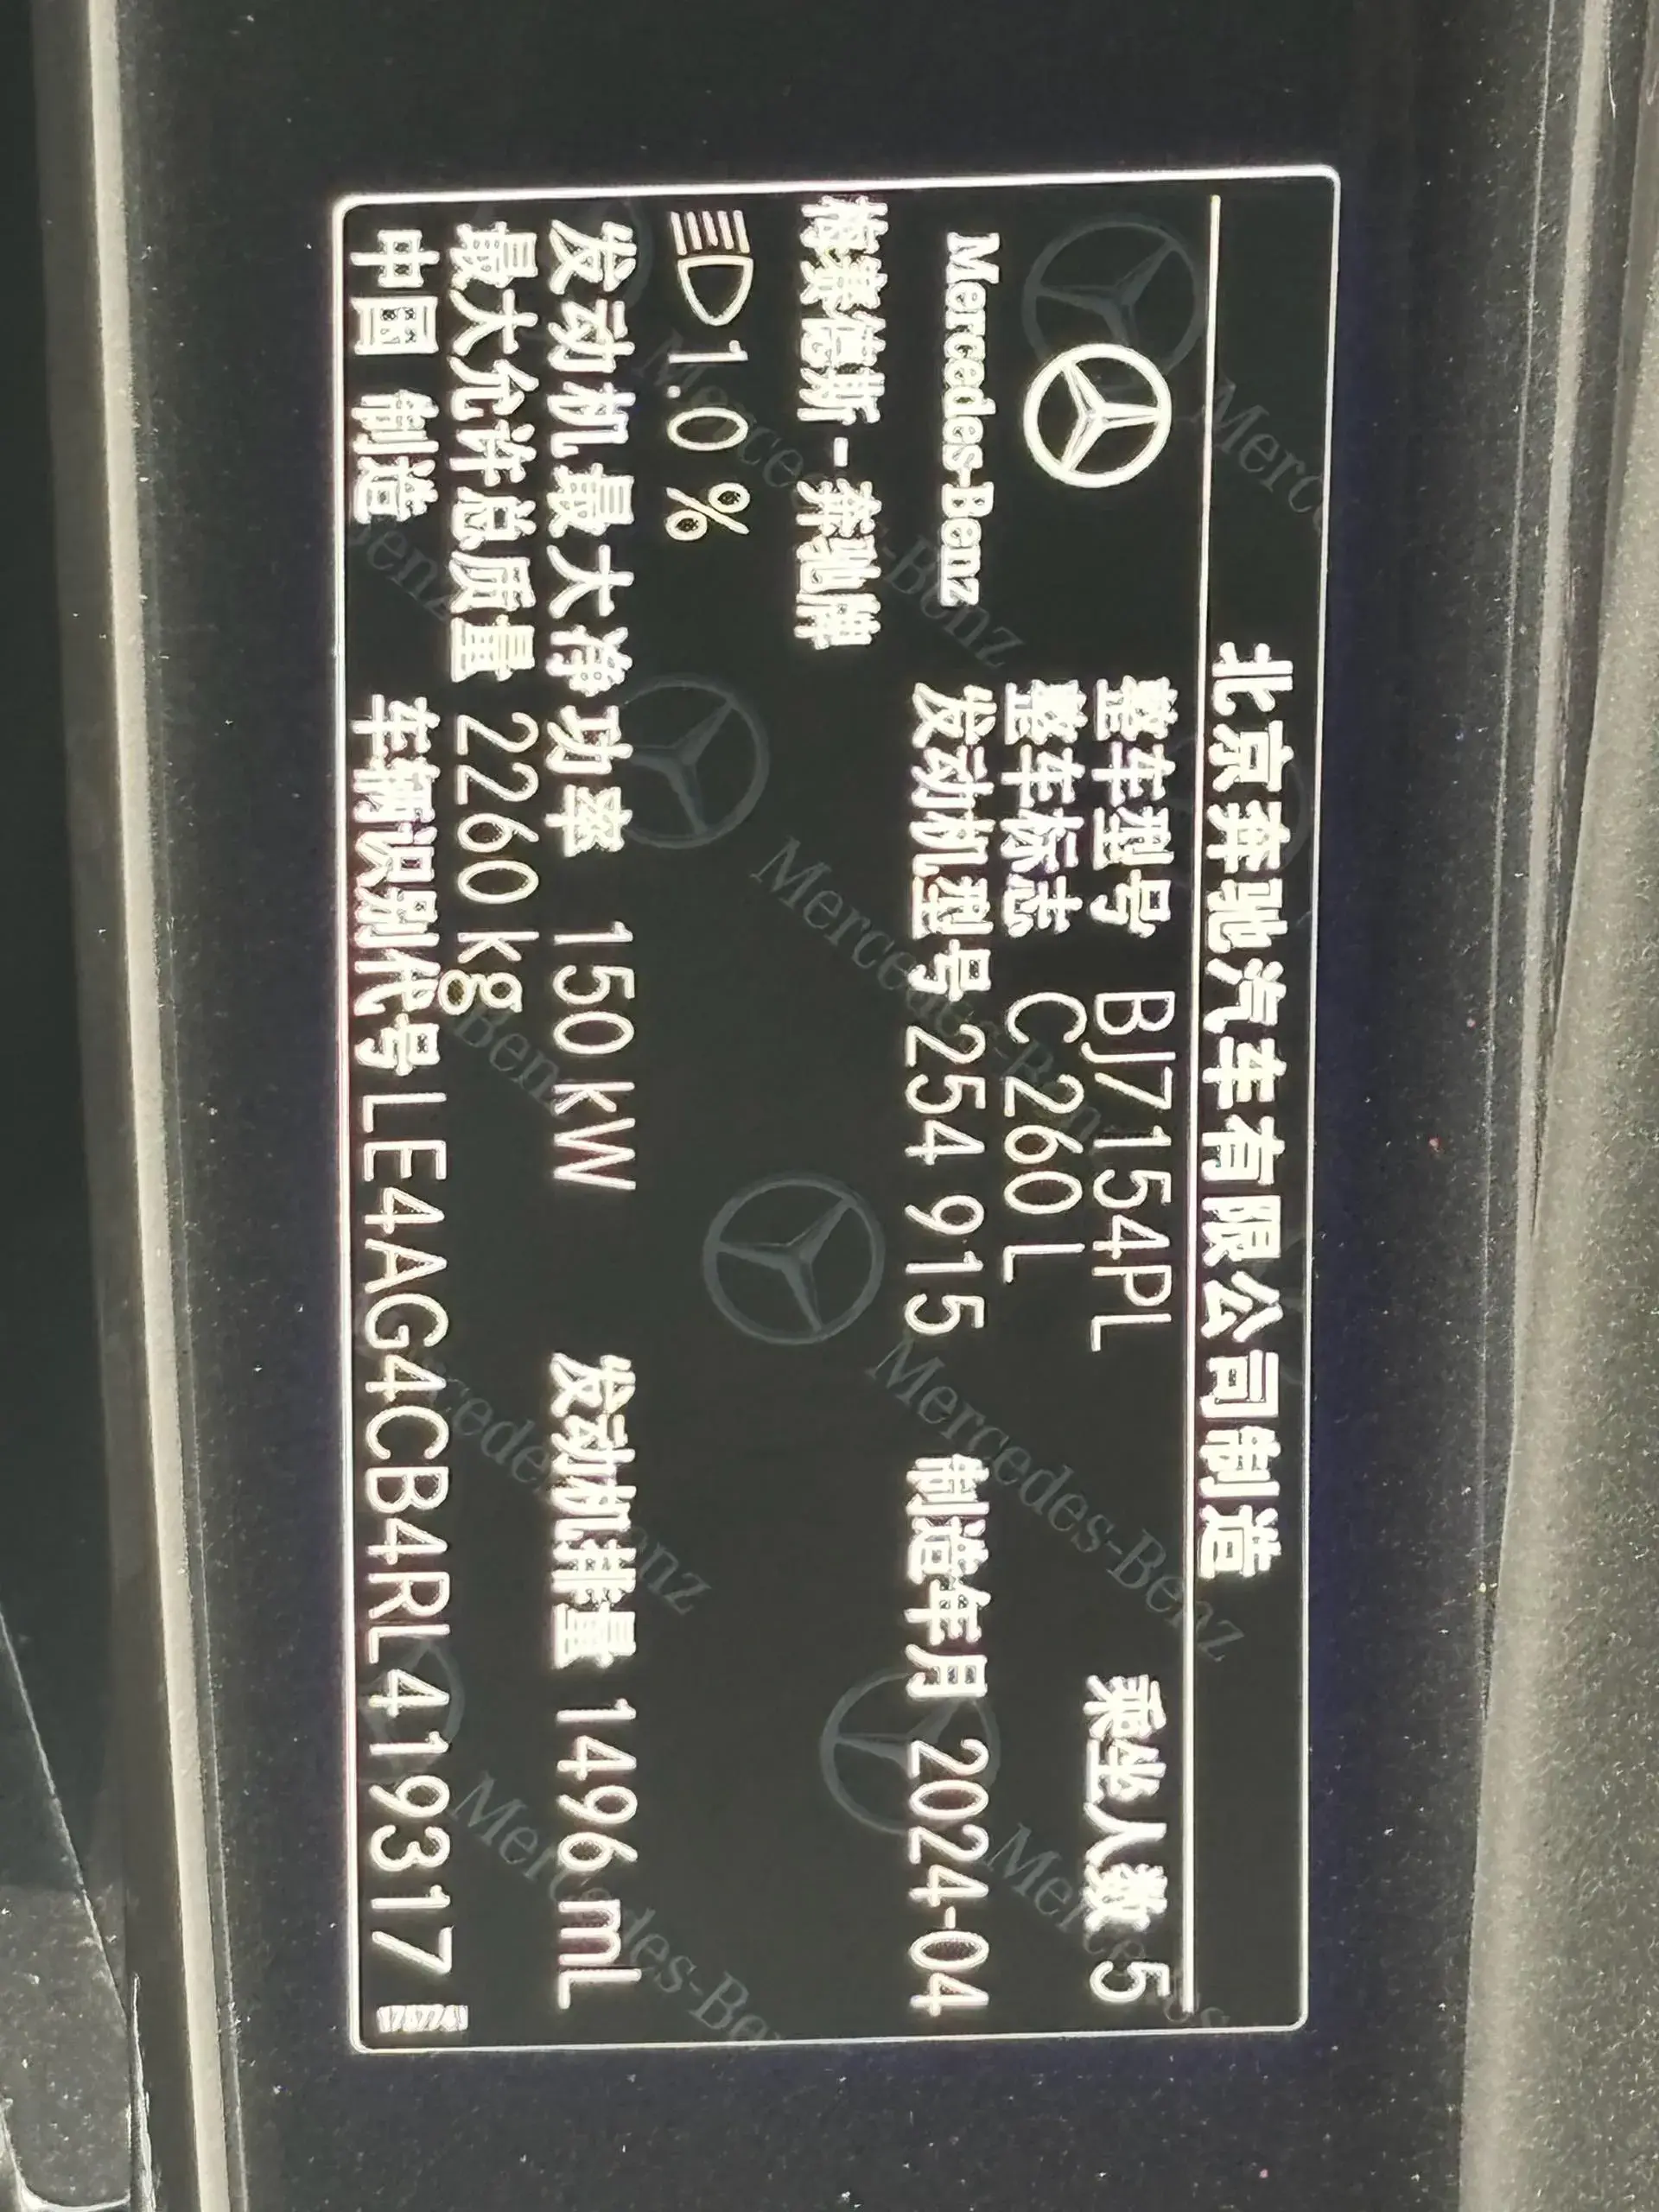 北京奔驰汽车有限公司制造
Mercedes-Benz
整车型号 BJ7154PL 乘坐人数 5
整车标志 C 260 L
发动机型号 254 915 制造年月 2024-04
梅赛德斯-奔驰牌
1.0 %
发动机最大净功率 150 kW 发动机排量 1496 mL
最大允许总质量 2260 kg
中国 制造 车辆识别代号 LE4AG4CB4RL419317